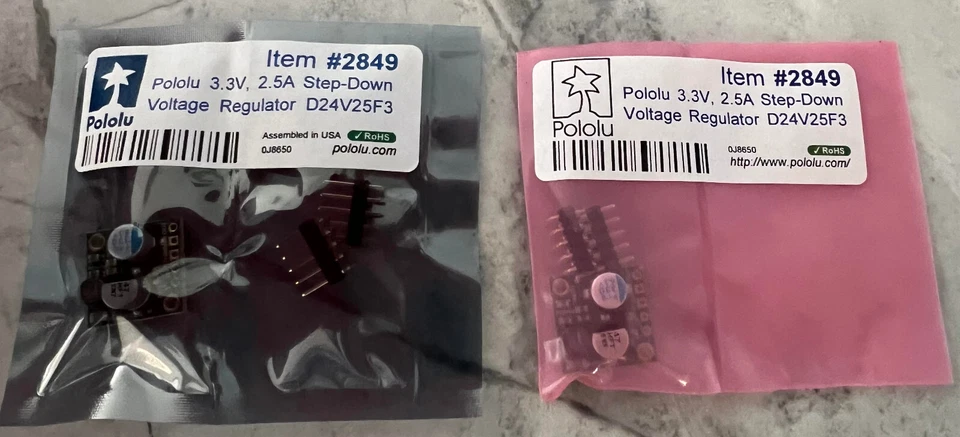 Item #2849
Pololu 3.3V, 2.5A Step-Down
Voltage Regulator D24V25F3
Pololu
Assembled in USA ✓ RoHS
0J8650 pololu.com
Item #2849
Pololu 3.3V, 2.5A Step-Down
Voltage Regulator D24V25F3
Pololu
0J8650 ✓ RoHS
http://www.pololu.com/